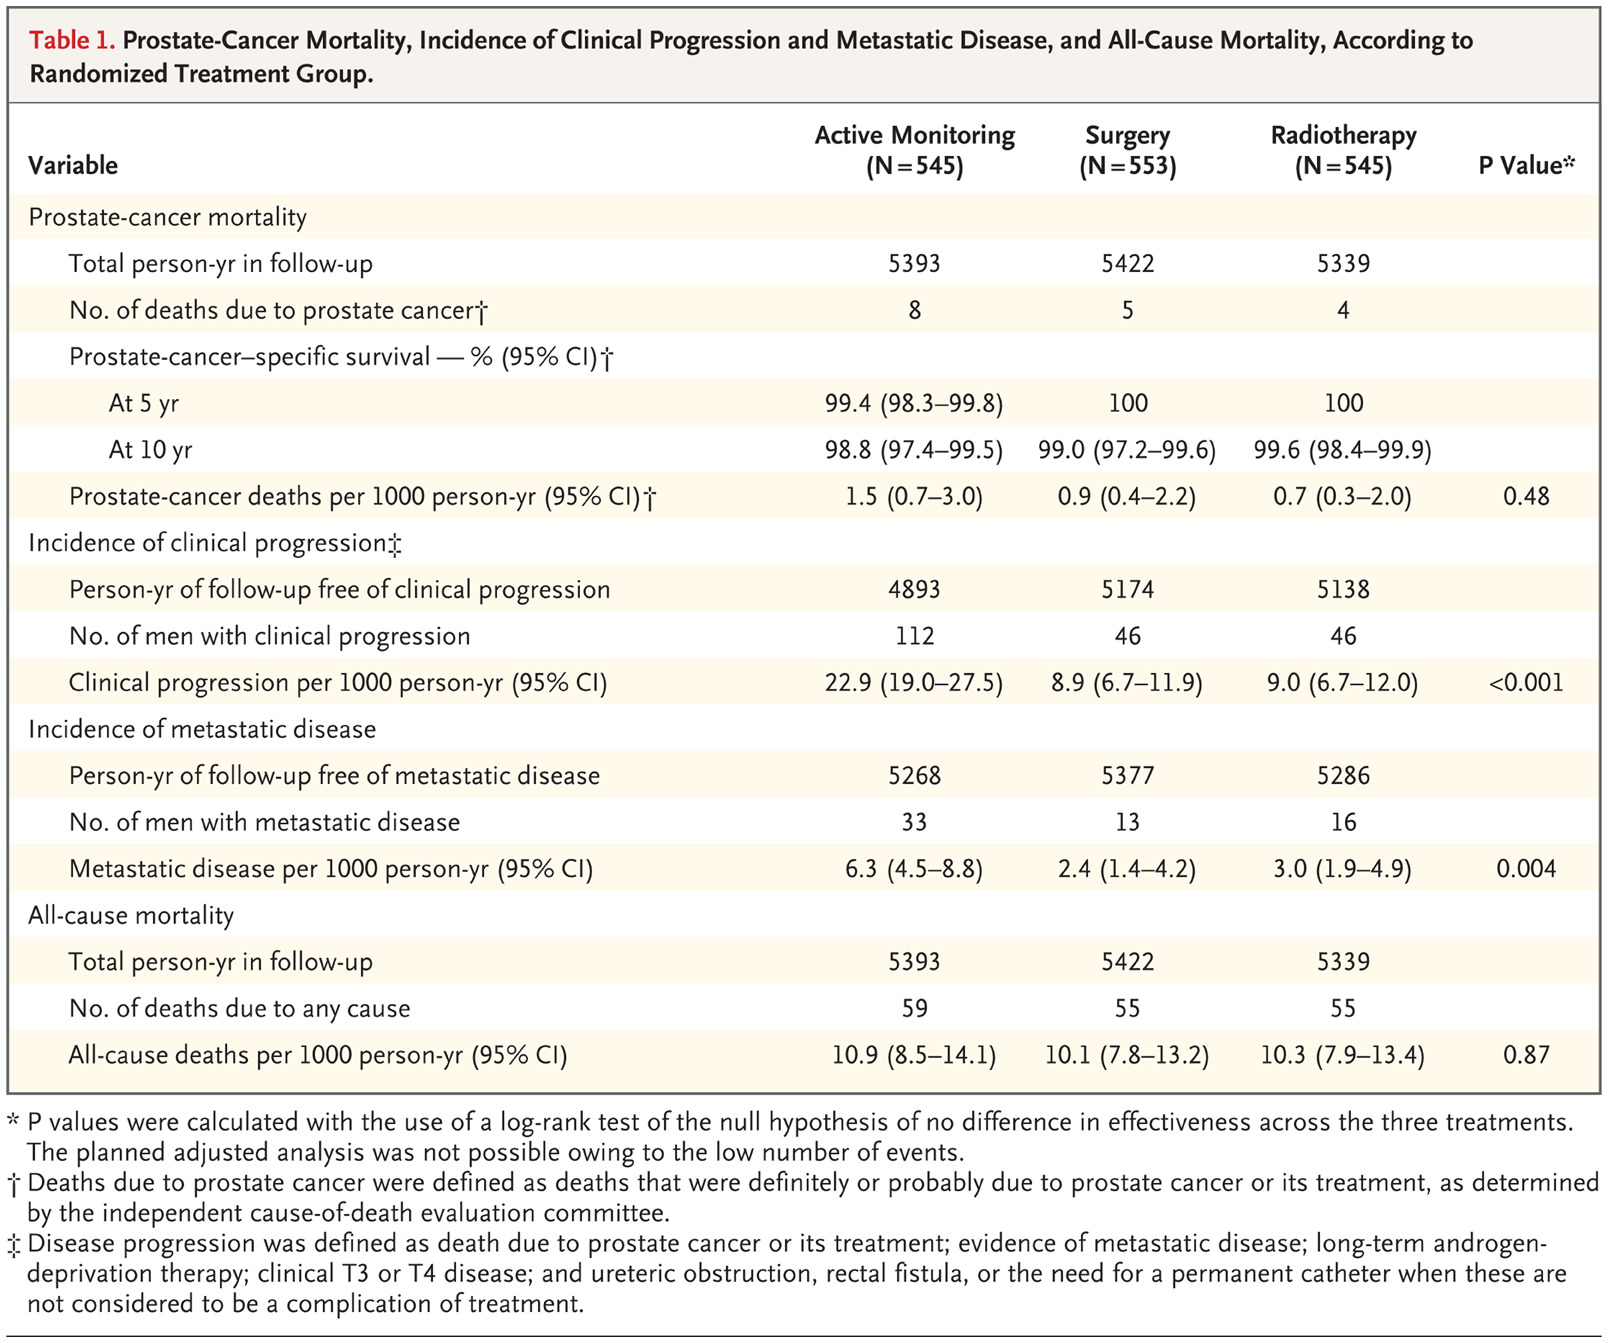 Table 1. Prostate-Cancer Mortality, Incidence of Clinical Progression and Metastatic Disease, and All-Cause Mortality, According to
Randomized Treatment Group.
Variable Active Monitoring (N=545) Surgery (N=553) Radiotherapy (N=545) P Value*
Prostate-cancer mortality
Total person-yr in follow-up 5393 5422 5339
No. of deaths due to prostate cancer† 8 5 4
Prostate-cancer–specific survival — % (95% CI)†
At 5 yr 99.4 (98.3–99.8) 100 100
At 10 yr 98.8 (97.4–99.5) 99.0 (97.2–99.6) 99.6 (98.4–99.9)
Prostate-cancer deaths per 1000 person-yr (95% CI)† 1.5 (0.7–3.0) 0.9 (0.4–2.2) 0.7 (0.3–2.0) 0.48
Incidence of clinical progression‡
Person-yr of follow-up free of clinical progression 4893 5174 5138
No. of men with clinical progression 112 46 46
Clinical progression per 1000 person-yr (95% CI) 22.9 (19.0–27.5) 8.9 (6.7–11.9) 9.0 (6.7–12.0) <0.001
Incidence of metastatic disease
Person-yr of follow-up free of metastatic disease 5268 5377 5286
No. of men with metastatic disease 33 13 16
Metastatic disease per 1000 person-yr (95% CI) 6.3 (4.5–8.8) 2.4 (1.4–4.2) 3.0 (1.9–4.9) 0.004
All-cause mortality
Total person-yr in follow-up 5393 5422 5339
No. of deaths due to any cause 59 55 55
All-cause deaths per 1000 person-yr (95% CI) 10.9 (8.5–14.1) 10.1 (7.8–13.2) 10.3 (7.9–13.4) 0.87
* P values were calculated with the use of a log-rank test of the null hypothesis of no difference in effectiveness across the three treatments.
The planned adjusted analysis was not possible owing to the low number of events.
† Deaths due to prostate cancer were defined as deaths that were definitely or probably due to prostate cancer or its treatment, as determined
by the independent cause-of-death evaluation committee.
‡ Disease progression was defined as death due to prostate cancer or its treatment; evidence of metastatic disease; long-term androgen-
deprivation therapy; clinical T3 or T4 disease; and ureteric obstruction, rectal fistula, or the need for a permanent catheter when these are
not considered to be a complication of treatment.